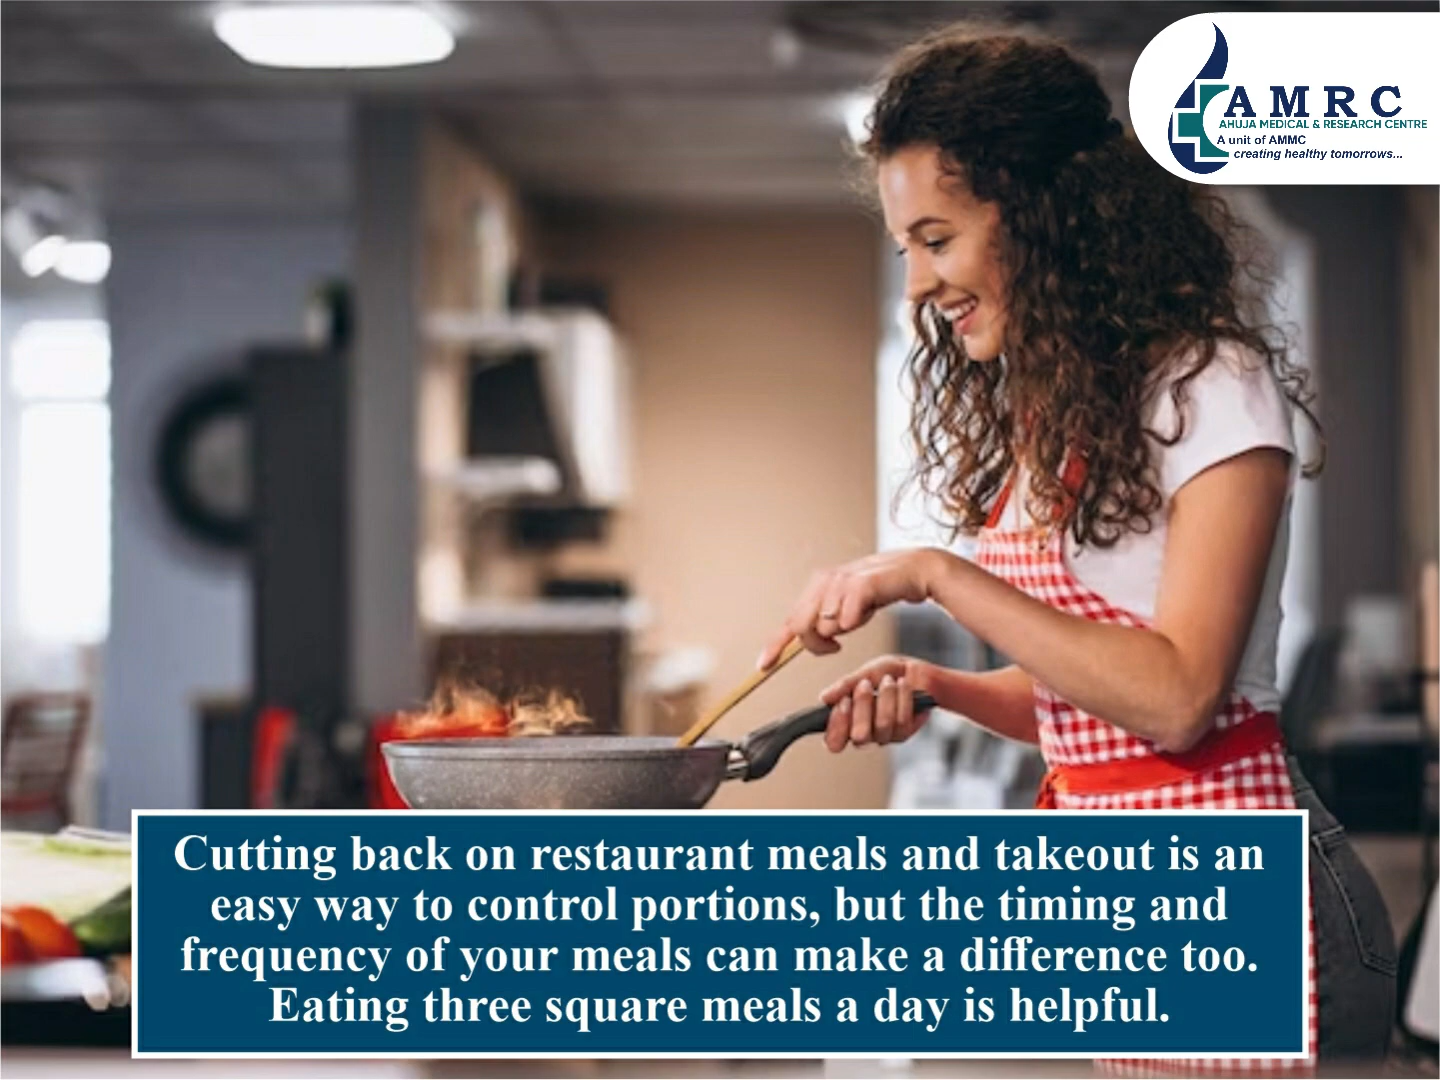 AMRC
AHUJA MEDICAL & RESEARCH CENTRE
A unit of AMMC
creating healthy tomorrows...
Cutting back on restaurant meals and takeout is an
easy way to control portions, but the timing and
frequency of your meals can make a difference too.
Eating three square meals a day is helpful.